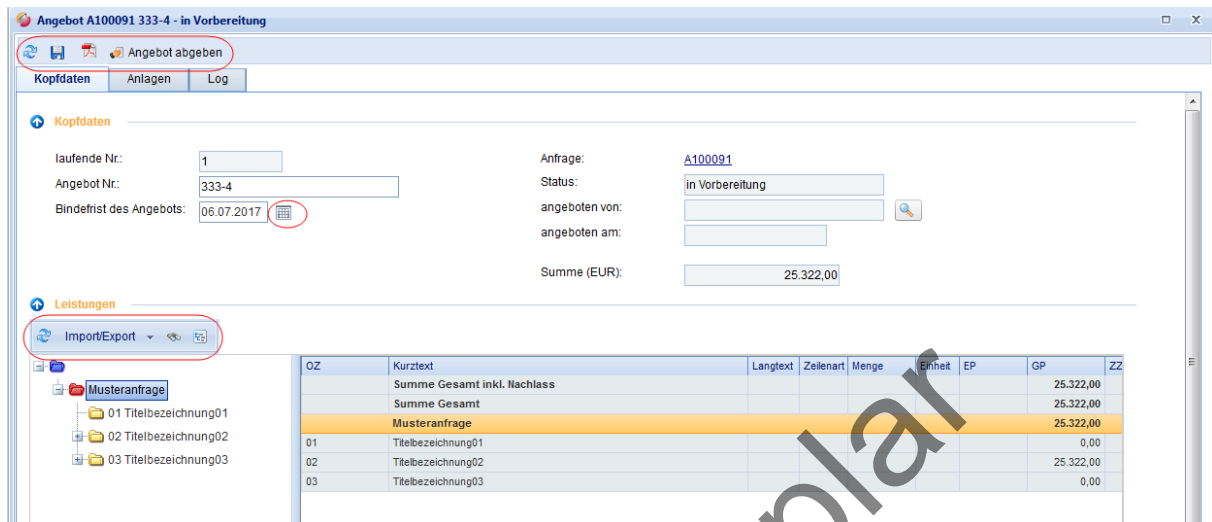 Angebot A100091 333-4 - in Vorbereitung
Angebot abgeben
Kopfdaten Anlagen Log
Kopfdaten
laufende Nr.: 1 Anfrage: A100091
Angebot Nr.: 333-4 Status: in Vorbereitung
Bindefrist des Angebots: 06.07.2017 angeboten von:
angeboten am:
Summe (EUR): 25.322,00
Leistungen
Import/Export
OZ Kurztext Langtext Zeilenart Menge Einheit EP GP ZZ
Summe Gesamt inkl. Nachlass 25.322,00
Musteranfrage Summe Gesamt 25.322,00
Musteranfrage 25.322,00
01 Titelbezeichnung01 01 Titelbezeichnung01 0,00
02 Titelbezeichnung02 02 Titelbezeichnung02 25.322,00
03 Titelbezeichnung03 03 Titelbezeichnung03 0,00